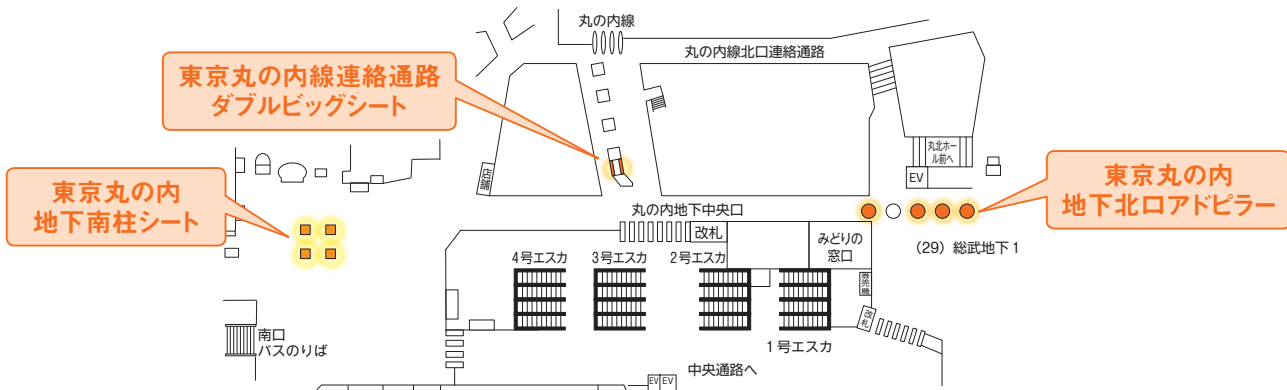 丸の内線
丸の内線北口連絡通路
東京丸の内線連絡通路
ダブルビッグシート
店舗
丸北ホー
ル前へ
EV
東京丸の内
地下南柱シート
東京丸の内
地下北口アドピラー
丸の内地下中央口
改札
みどりの
窓口
(29) 総武地下1
4号エスカ
3号エスカ
2号エスカ
券売機
改札
南口
バスのりば
1号エスカ
中央通路へ
EV EV